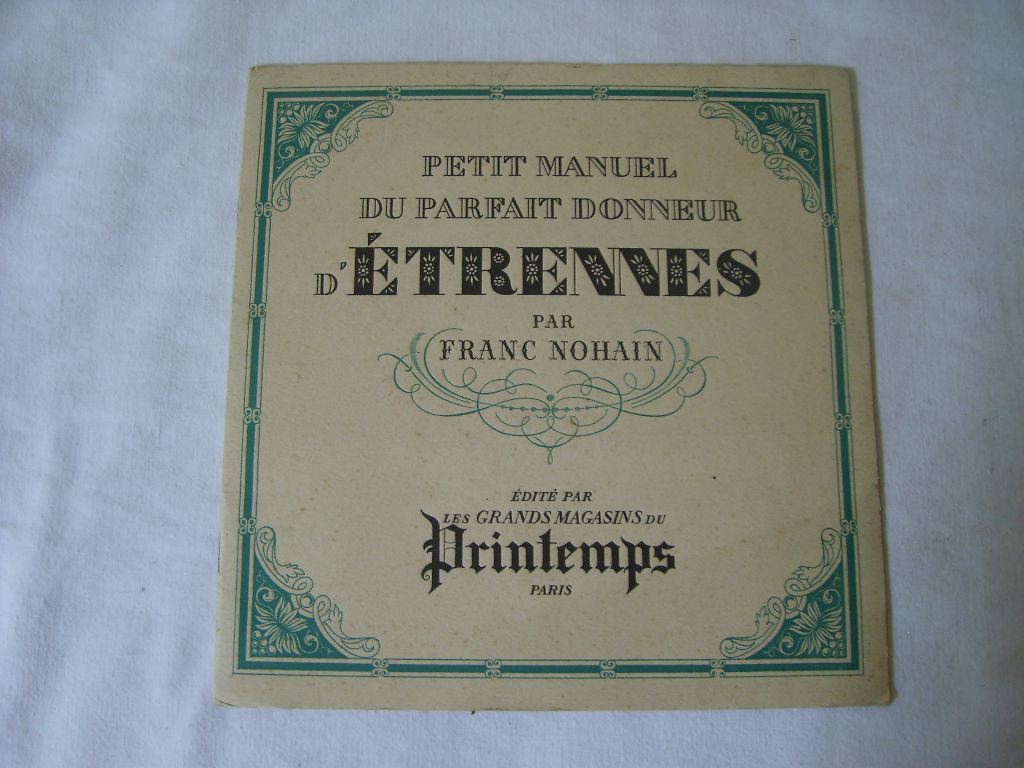 PETIT MANUEL
DU PARFAIT DONNEUR
D'ÉTRENNES
PAR
FRANC NOHAIN
ÉDITÉ PAR
LES GRANDS MAGASINS DU
Printemps
PARIS